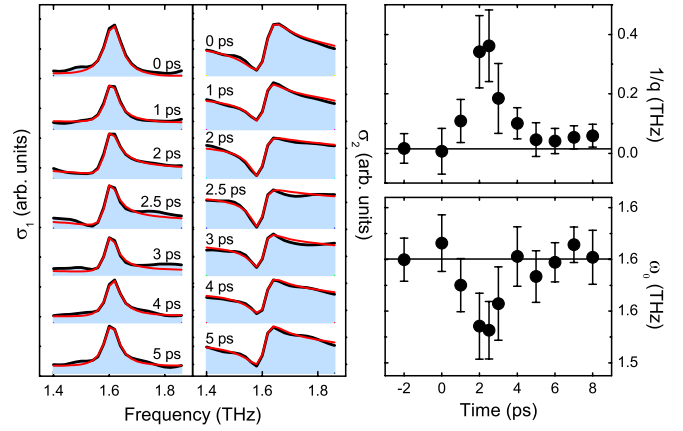 σ1 (arb. units)
0 ps
1 ps
2 ps
2.5 ps
3 ps
4 ps
5 ps
1.4
1.6
1.8
0 ps
1 ps
2 ps
2.5 ps
3 ps
4 ps
5 ps
1.4
1.6
1.8
Frequency (THz)
σ2 (arb. units)
0.4
0.2
0.0
1/q (THz)
1.6
1.6
1.6
1.5
ω0 (THz)
-2
0
2
4
6
8
Time (ps)